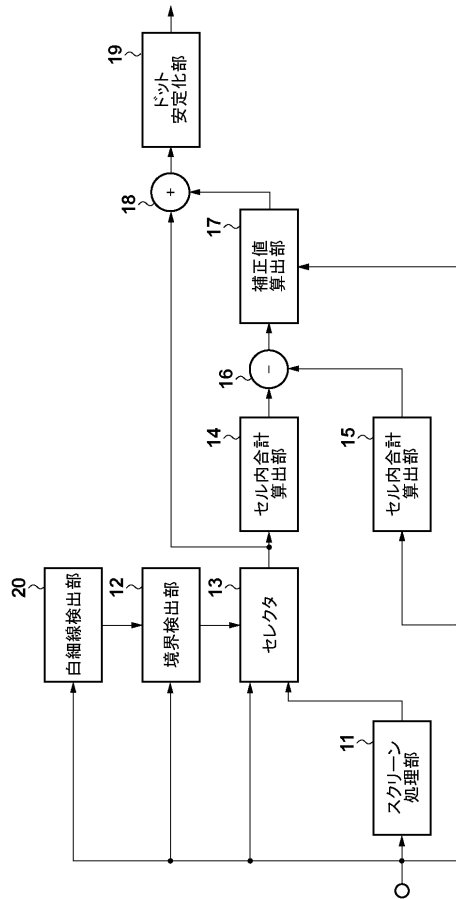 20
白細線検出部
12
境界検出部
13
セレクタ
11
スクリーン
処理部
14
セル内合計
算出部
15
セル内合計
算出部
16
-
17
補正値
算出部
18
+
19
ドット
安定化部